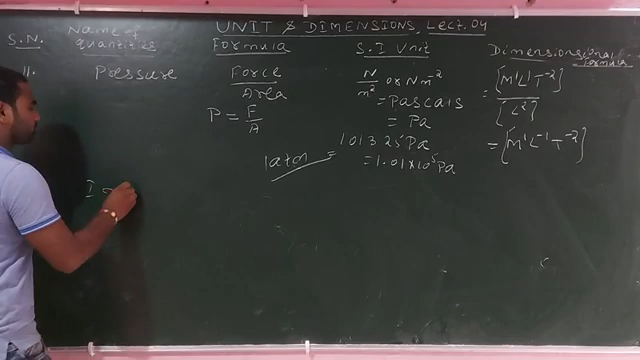 UNIT & DIMENSIONS, Lect. 04
S.N. Name of quantities Formula S.I Unit Dimensional formula
11. Pressure Force / Area N/m² or Nm⁻² = [M¹L¹T⁻²] / [L²]
= Pascals
P = F/A = Pa = [M¹L⁻¹T⁻²]
1 atm = 101325 Pa
= 1.01×10⁵ Pa
I